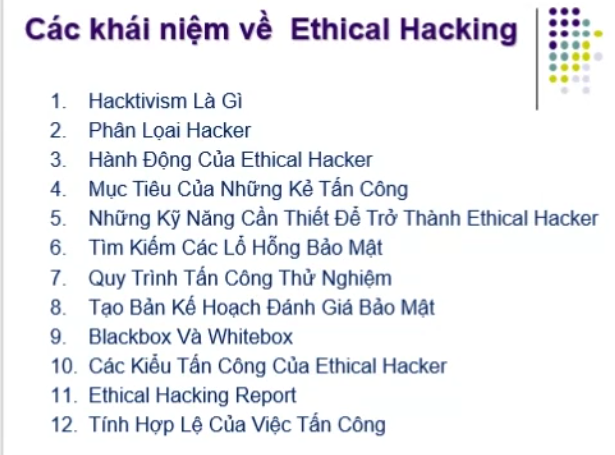 Các khái niệm về Ethical Hacking
1. Hacktivism Là Gì
2. Phân Lọai Hacker
3. Hành Động Của Ethical Hacker
4. Mục Tiêu Của Những Kẻ Tấn Công
5. Những Kỹ Năng Cần Thiết Để Trở Thành Ethical Hacker
6. Tìm Kiếm Các Lổ Hỗng Bảo Mật
7. Quy Trình Tấn Công Thử Nghiệm
8. Tạo Bản Kế Hoạch Đánh Giá Bảo Mật
9. Blackbox Và Whitebox
10. Các Kiểu Tấn Công Của Ethical Hacker
11. Ethical Hacking Report
12. Tính Hợp Lệ Của Việc Tấn Công